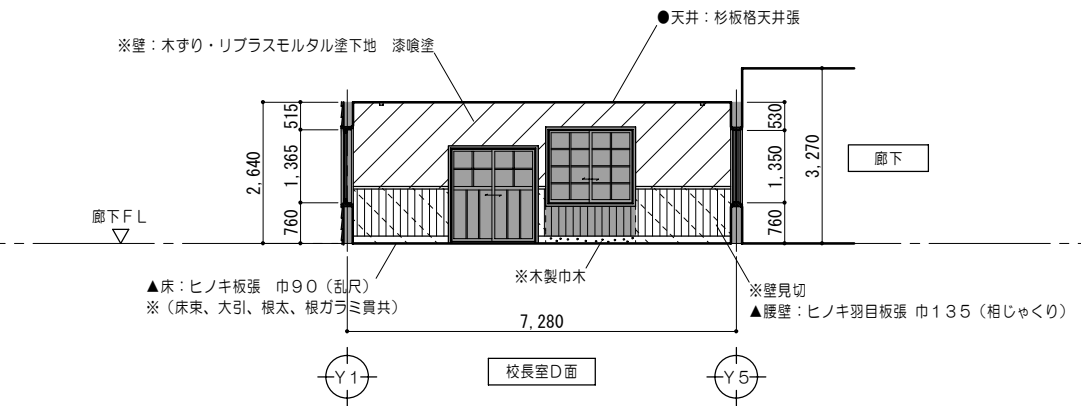 ●天井：杉板格天井張
※壁：木ずり・リブラスモルタル塗下地　漆喰塗
515
1,365
760
2,640
530
1,350
760
3,270
廊下
廊下ＦＬ
▲床：ヒノキ板張　巾９０（乱尺）
※（床束、大引、根太、根ガラミ貫共）
※木製巾木
※壁見切
▲腰壁：ヒノキ羽目板張 巾１３５（相じゃくり）
7,280
Y1
校長室Ｄ面
Y5